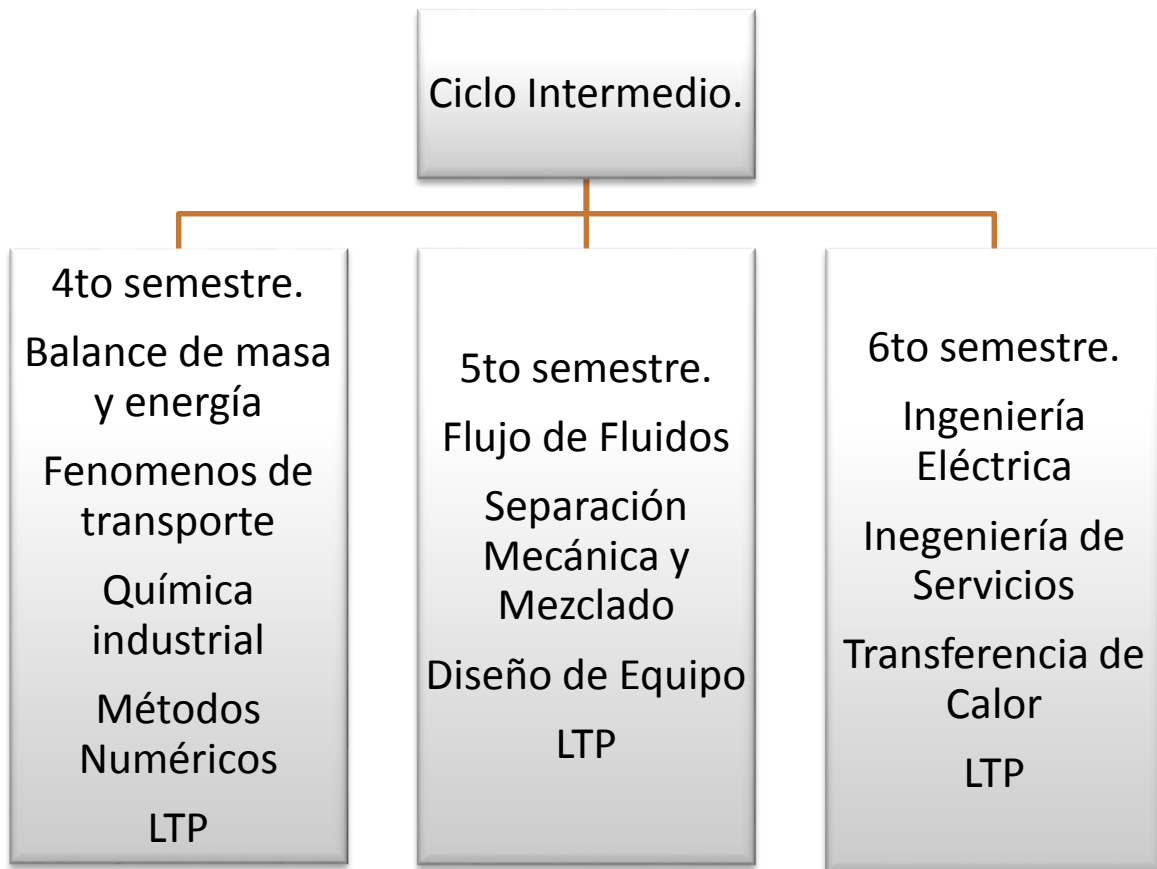 Ciclo Intermedio.
4to semestre.
Balance de masa
y energía
Fenomenos de
transporte
Química
industrial
Métodos
Numéricos
LTP
5to semestre.
Flujo de Fluidos
Separación
Mecánica y
Mezclado
Diseño de Equipo
LTP
6to semestre.
Ingeniería
Eléctrica
Inegeniería de
Servicios
Transferencia de
Calor
LTP